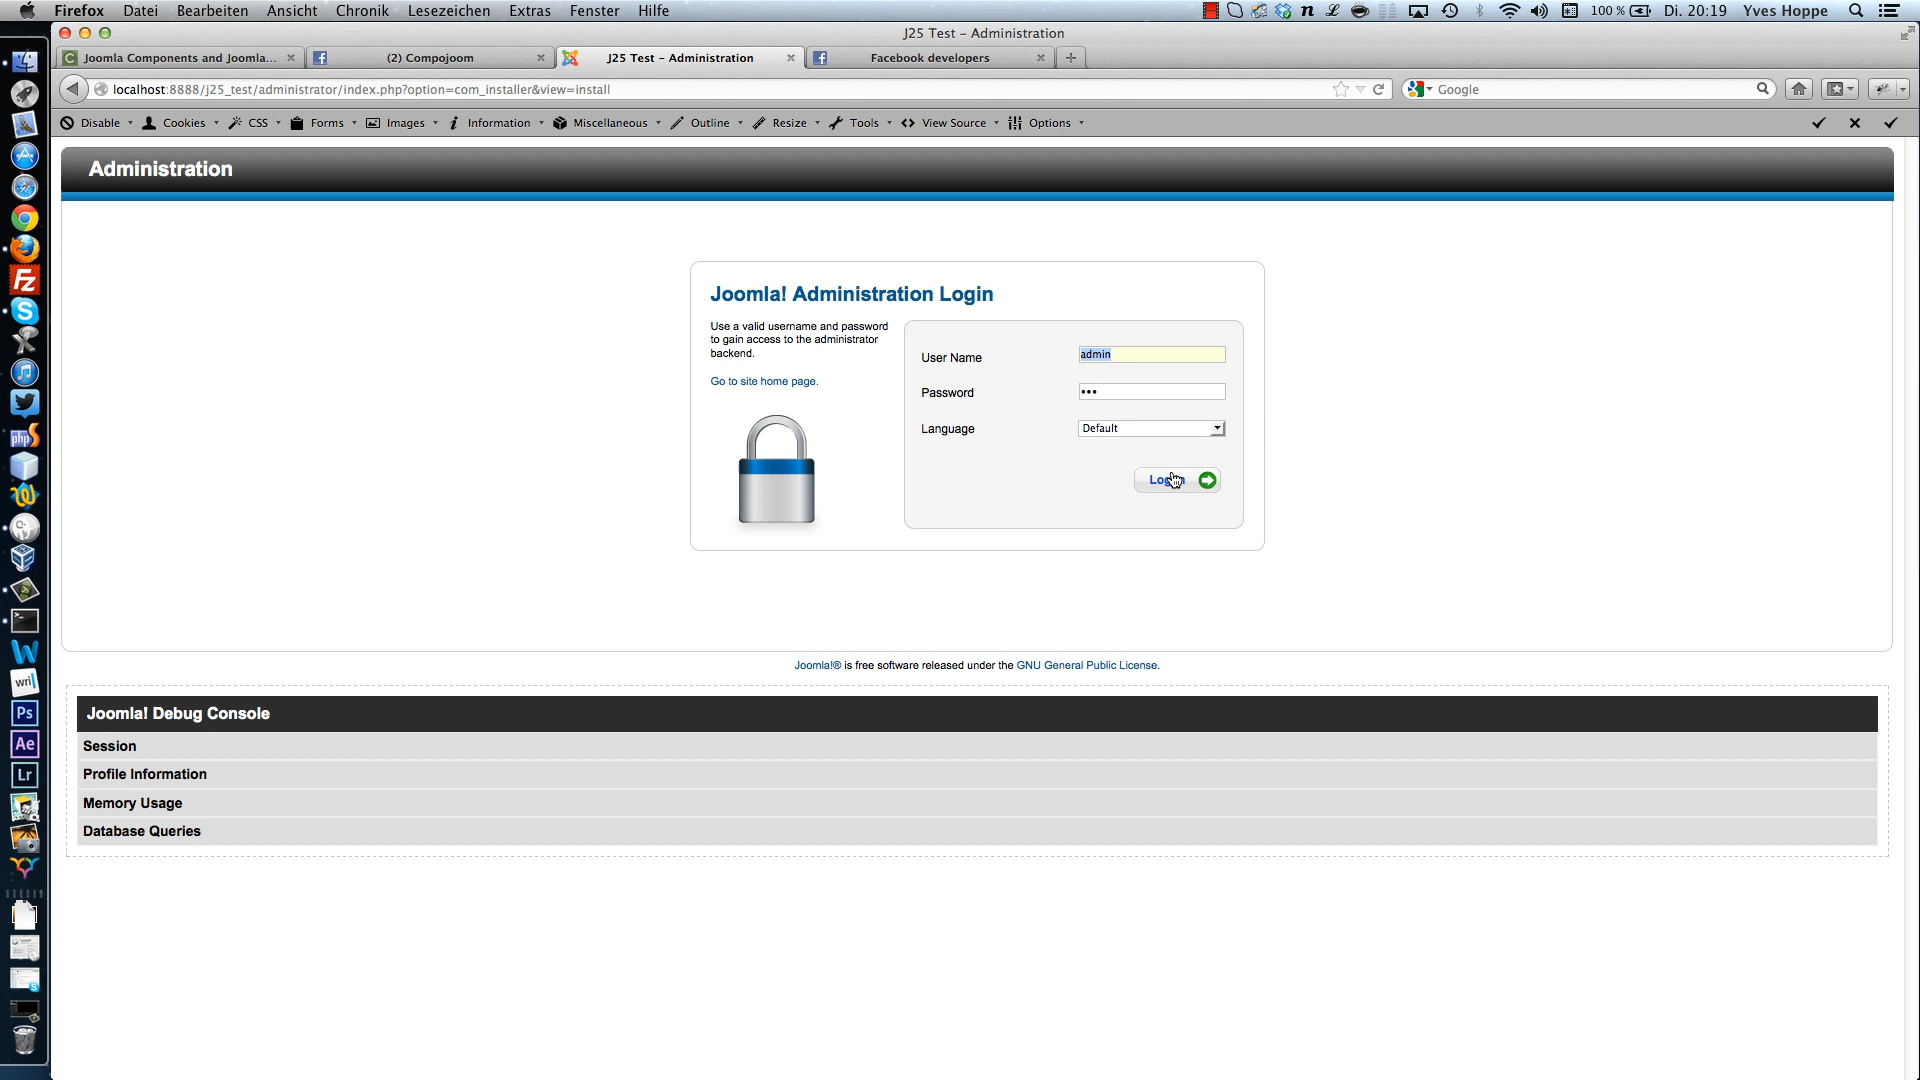 Firefox Datei Bearbeiten Ansicht Chronik Lesezeichen Extras Fenster Hilfe 100 % Di. 20:19 Yves Hoppe
J25 Test – Administration
Joomla Components and Joomla... (2) Compojoom J25 Test – Administration Facebook developers
localhost:8888/j25_test/administrator/index.php?option=com_installer&view=install Google
Disable Cookies CSS Forms Images Information Miscellaneous Outline Resize Tools View Source Options
Administration
Joomla! Administration Login
Use a valid username and password
to gain access to the administrator
backend.
Go to site home page.
User Name admin
Password •••
Language Default
Joomla!® is free software released under the GNU General Public License.
Joomla! Debug Console
Session
Profile Information
Memory Usage
Database Queries
php
wri
Ps
Ae
Lr